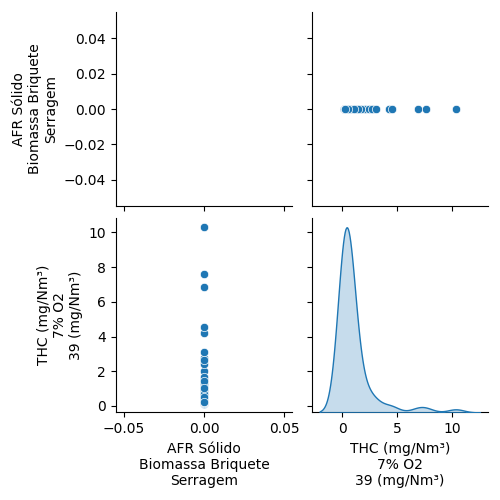 0.04
0.02
0.00
−0.02
−0.04
AFR Sólido
Biomassa Briquete
Serragem
10
8
6
4
2
0
THC (mg/Nm³)
7% O2
39 (mg/Nm³)
−0.05 0.00 0.05
AFR Sólido
Biomassa Briquete
Serragem
0 5 10
THC (mg/Nm³)
7% O2
39 (mg/Nm³)